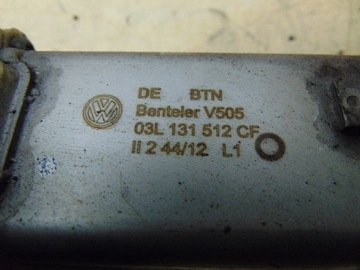 DE BTN
Benteler V505
03L 131 512 CF
II 2 44/12 L1